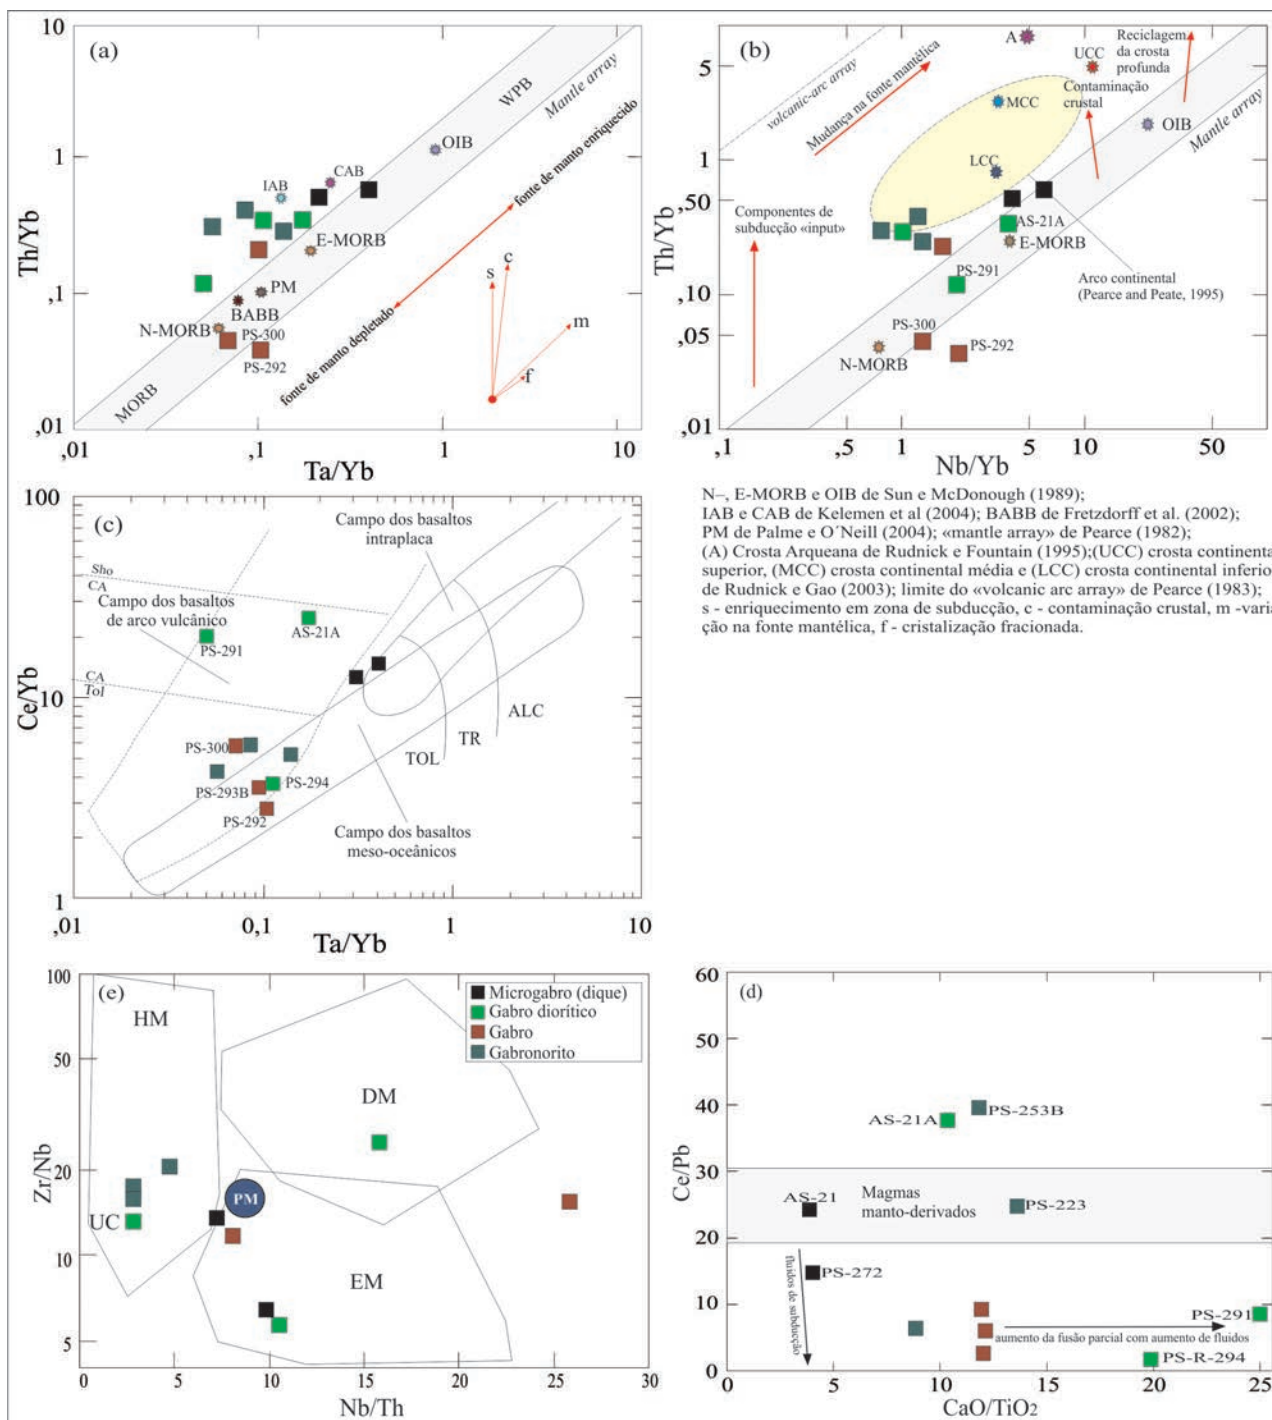 (a)
10
1
,1
,01
Th/Yb
,01
,1
1
10
Ta/Yb
WPB
Mantle array
OIB
CAB
IAB
E-MORB
PM
BABB
N-MORB
PS-300
PS-292
MORB
fonte de manto enriquecido
fonte de manto depletado
s
c
m
f
(b)
5
1
,50
,10
,05
,01
Th/Yb
,1
,5
1
5
10
50
Nb/Yb
volcanic-arc array
Mudança na fonte mantélica
A
UCC
Reciclagem
da crosta
profunda
Contaminação
crustal
MCC
OIB
Mantle array
LCC
Componentes de
subducção «input»
AS-21A
E-MORB
PS-291
Arco continental
(Pearce and Peate, 1995)
PS-300
PS-292
N-MORB
N–, E-MORB e OIB de Sun e McDonough (1989);
IAB e CAB de Kelemen et al (2004); BABB de Fretzdorff et al. (2002);
PM de Palme e O´Neill (2004); «mantle array» de Pearce (1982);
(A) Crosta Arqueana de Rudnick e Fountain (1995);(UCC) crosta continenta
superior, (MCC) crosta continental média e (LCC) crosta continental inferio
de Rudnick e Gao (2003); limite do «volcanic arc array» de Pearce (1983);
s - enriquecimento em zona de subducção, c - contaminação crustal, m -varia
ção na fonte mantélica, f - cristalização fracionada.
(c)
100
10
1
Ce/Yb
,01
0,1
1
10
Ta/Yb
Campo dos basaltos
intraplaca
Sho
CA
Campo dos basaltos
de arco vulcânico
AS-21A
PS-291
CA
Tol
ALC
TR
TOL
PS-300
PS-293B
PS-294
PS-292
Campo dos basaltos
meso-oceânicos
(e)
100
50
20
10
5
Zr/Nb
0
5
10
15
20
25
30
Nb/Th
HM
DM
PM
UC
EM
Microgabro (dique)
Gabro diorítico
Gabro
Gabronorito
(d)
60
50
40
30
20
10
0
Ce/Pb
0
5
10
15
20
25
CaO/TiO2
AS-21A
PS-253B
AS-21
Magmas
manto-derivados
PS-223
PS-272
fluidos de subducção
PS-291
aumento da fusão parcial com aumento de fluidos
PS-R-294